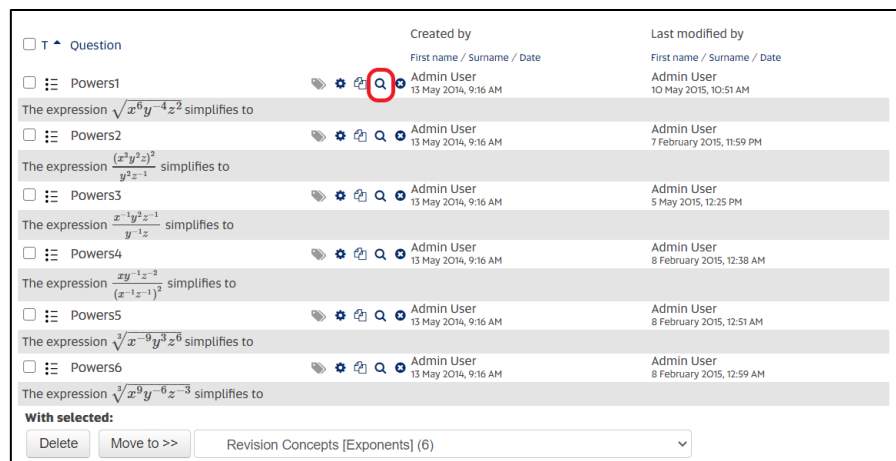 T Question Created by Last modified by
First name / Surname / Date First name / Surname / Date
Powers1 Admin User Admin User
13 May 2014, 9:16 AM 10 May 2015, 10:51 AM
The expression √(x⁶y⁻⁴z²) simplifies to
Powers2 Admin User Admin User
13 May 2014, 9:16 AM 7 February 2015, 11:59 PM
The expression (x³y²z)²/(y²z⁻¹) simplifies to
Powers3 Admin User Admin User
13 May 2014, 9:16 AM 5 May 2015, 12:25 PM
The expression (x⁻¹y²z⁻¹)/(y⁻¹z) simplifies to
Powers4 Admin User Admin User
13 May 2014, 9:16 AM 8 February 2015, 12:38 AM
The expression (xy⁻¹z⁻²)/(x⁻¹z⁻¹)² simplifies to
Powers5 Admin User Admin User
13 May 2014, 9:16 AM 8 February 2015, 12:51 AM
The expression ∛(x⁻⁹y³z⁶) simplifies to
Powers6 Admin User Admin User
13 May 2014, 9:16 AM 8 February 2015, 12:59 AM
The expression ∛(x⁹y⁻⁶z⁻³) simplifies to
With selected:
Delete Move to >> Revision Concepts [Exponents] (6)